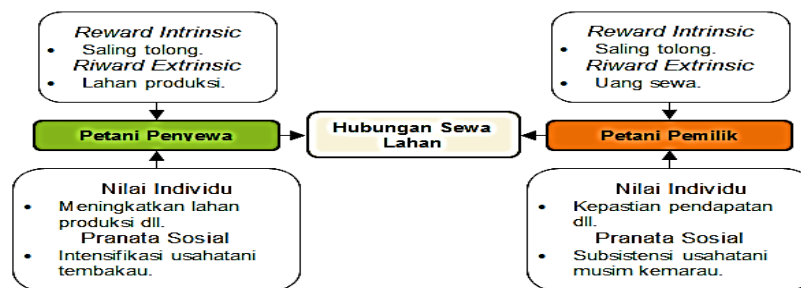 Reward Intrinsic
• Saling tolong.
Riward Extrinsic
• Lahan produksi.
Reward Intrinsic
• Saling tolong.
Riward Extrinsic
• Uang sewa.
Petani Penyewa
Hubungan Sewa
Lahan
Petani Pemilik
Nilai Individu
• Meningkatkan lahan
produksi dll.
Pranata Sosial
• Intensifikasi usahatani
tembakau.
Nilai Individu
• Kepastian pendapatan
dll.
Pranata Sosial
• Subsistensi usahatani
musim kemarau.